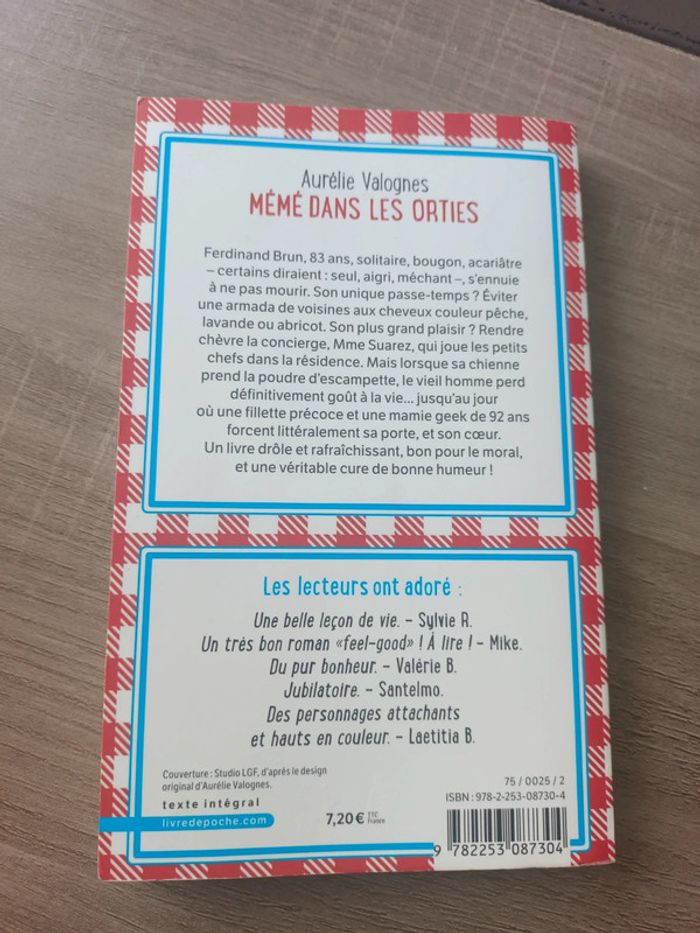 Aurélie Valognes
MÉMÉ DANS LES ORTIES
Ferdinand Brun, 83 ans, solitaire, bougon, acariâtre
– certains diraient : seul, aigri, méchant –, s'ennuie
à ne pas mourir. Son unique passe-temps ? Éviter
une armada de voisines aux cheveux couleur pêche,
lavande ou abricot. Son plus grand plaisir ? Rendre
chèvre la concierge, Mme Suarez, qui joue les petits
chefs dans la résidence. Mais lorsque sa chienne
prend la poudre d'escampette, le vieil homme perd
définitivement goût à la vie... jusqu'au jour
où une fillette précoce et une mamie geek de 92 ans
forcent littéralement sa porte, et son cœur.
Un livre drôle et rafraîchissant, bon pour le moral,
et une véritable cure de bonne humeur !
Les lecteurs ont adoré :
Une belle leçon de vie. – Sylvie R.
Un très bon roman «feel-good» ! À lire ! – Mike.
Du pur bonheur. – Valérie B.
Jubilatoire. – Santelmo.
Des personnages attachants
et hauts en couleur. – Laetitia B.
Couverture : Studio LGF, d'après le design
original d'Aurélie Valognes.
texte intégral
livredepoche.com
7,20 € TTC
France
75 / 0025 / 2
ISBN : 978-2-253-08730-4
9 782253 087304